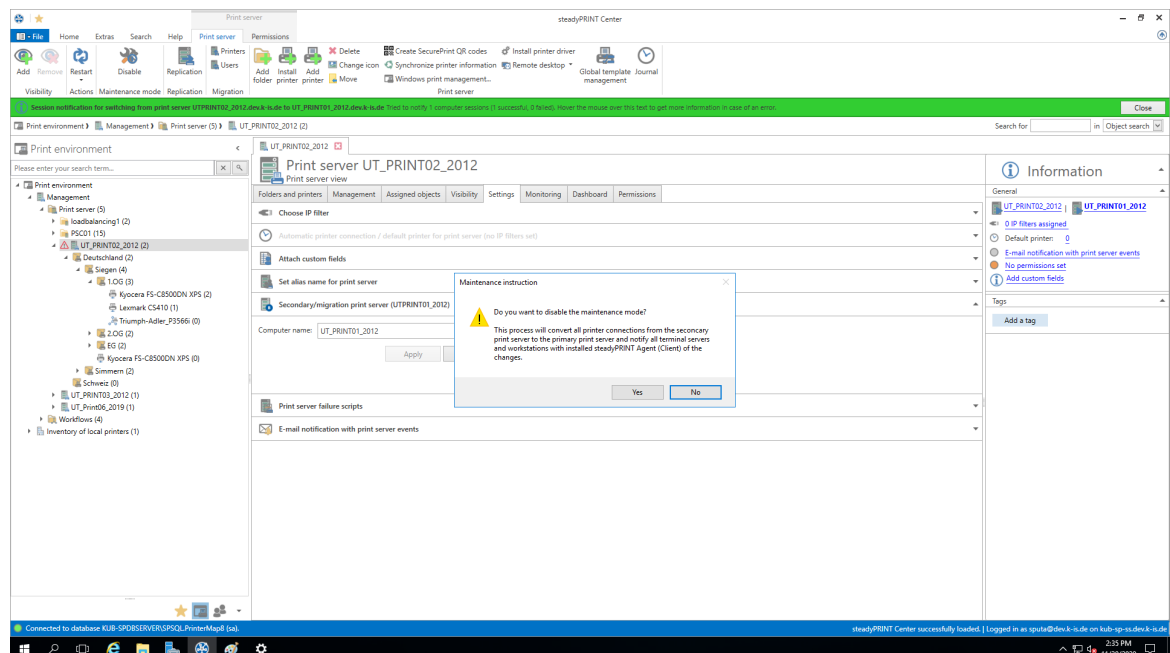 Print server
steadyPRINT Center
File Home Extras Search Help Print server Permissions
Add Remove Restart Disable Replication Printers Users
Add folder Install printer Add printer Delete Change icon Move
Create SecurePrint QR codes Synchronize printer information Windows print management...
Install printer driver Remote desktop
Global template management Journal
Visibility Actions Maintenance mode Replication Migration Print server
Session notification for switching from print server UTPRINT02_2012.dev.k-is.de to UT_PRINT01_2012.dev.k-is.de Tried to notify 1 computer sessions (1 successful, 0 failed). Hover the mouse over this text to get more information in case of an error.
Close
Print environment Management Print server (5) UT_PRINT02_2012 (2)
Search for in Object search
Print environment
Please enter your search term...
Print environment
Management
Print server (5)
loadbalancing1 (2)
PSC01 (15)
UT_PRINT02_2012 (2)
Deutschland (2)
Siegen (4)
1.OG (3)
Kyocera FS-C8500DN XPS (2)
Lexmark CS410 (1)
Triumph-Adler_P3566i (0)
2.OG (2)
EG (2)
Kyocera FS-C8500DN XPS (0)
Simmern (2)
Schweiz (0)
UT_PRINT03_2012 (1)
UT_Print06_2019 (1)
Workflows (4)
Inventory of local printers (1)
UT_PRINT02_2012
Print server UT_PRINT02_2012
Print server view
Folders and printers Management Assigned objects Visibility Settings Monitoring Dashboard Permissions
Choose IP filter
Automatic printer connection / default printer for print server (no IP filters set)
Attach custom fields
Set alias name for print server
Secondary/migration print server (UTPRINT01_2012)
Computer name: UT_PRINT01_2012
Apply
Print server failure scripts
E-mail notification with print server events
Maintenance instruction
Do you want to disable the maintenance mode?
This process will convert all printer connections from the seconcary
print server to the primary print server and notify all terminal servers
and workstations with installed steadyPRINT Agent (Client) of the
changes.
Yes No
Information
General
UT_PRINT02_2012 | UT_PRINT01_2012
0 IP filters assigned
Default printer: 0
E-mail notification with print server events
No permissions set
Add custom fields
Tags
Add a tag
Connected to database KUB-SPDBSERVER\SPSQL.PrinterMap8 (sa).
steadyPRINT Center successfully loaded. | Logged in as sputa@dev.k-is.de on kub-sp-ss.dev.k-is.de
2:35 PM